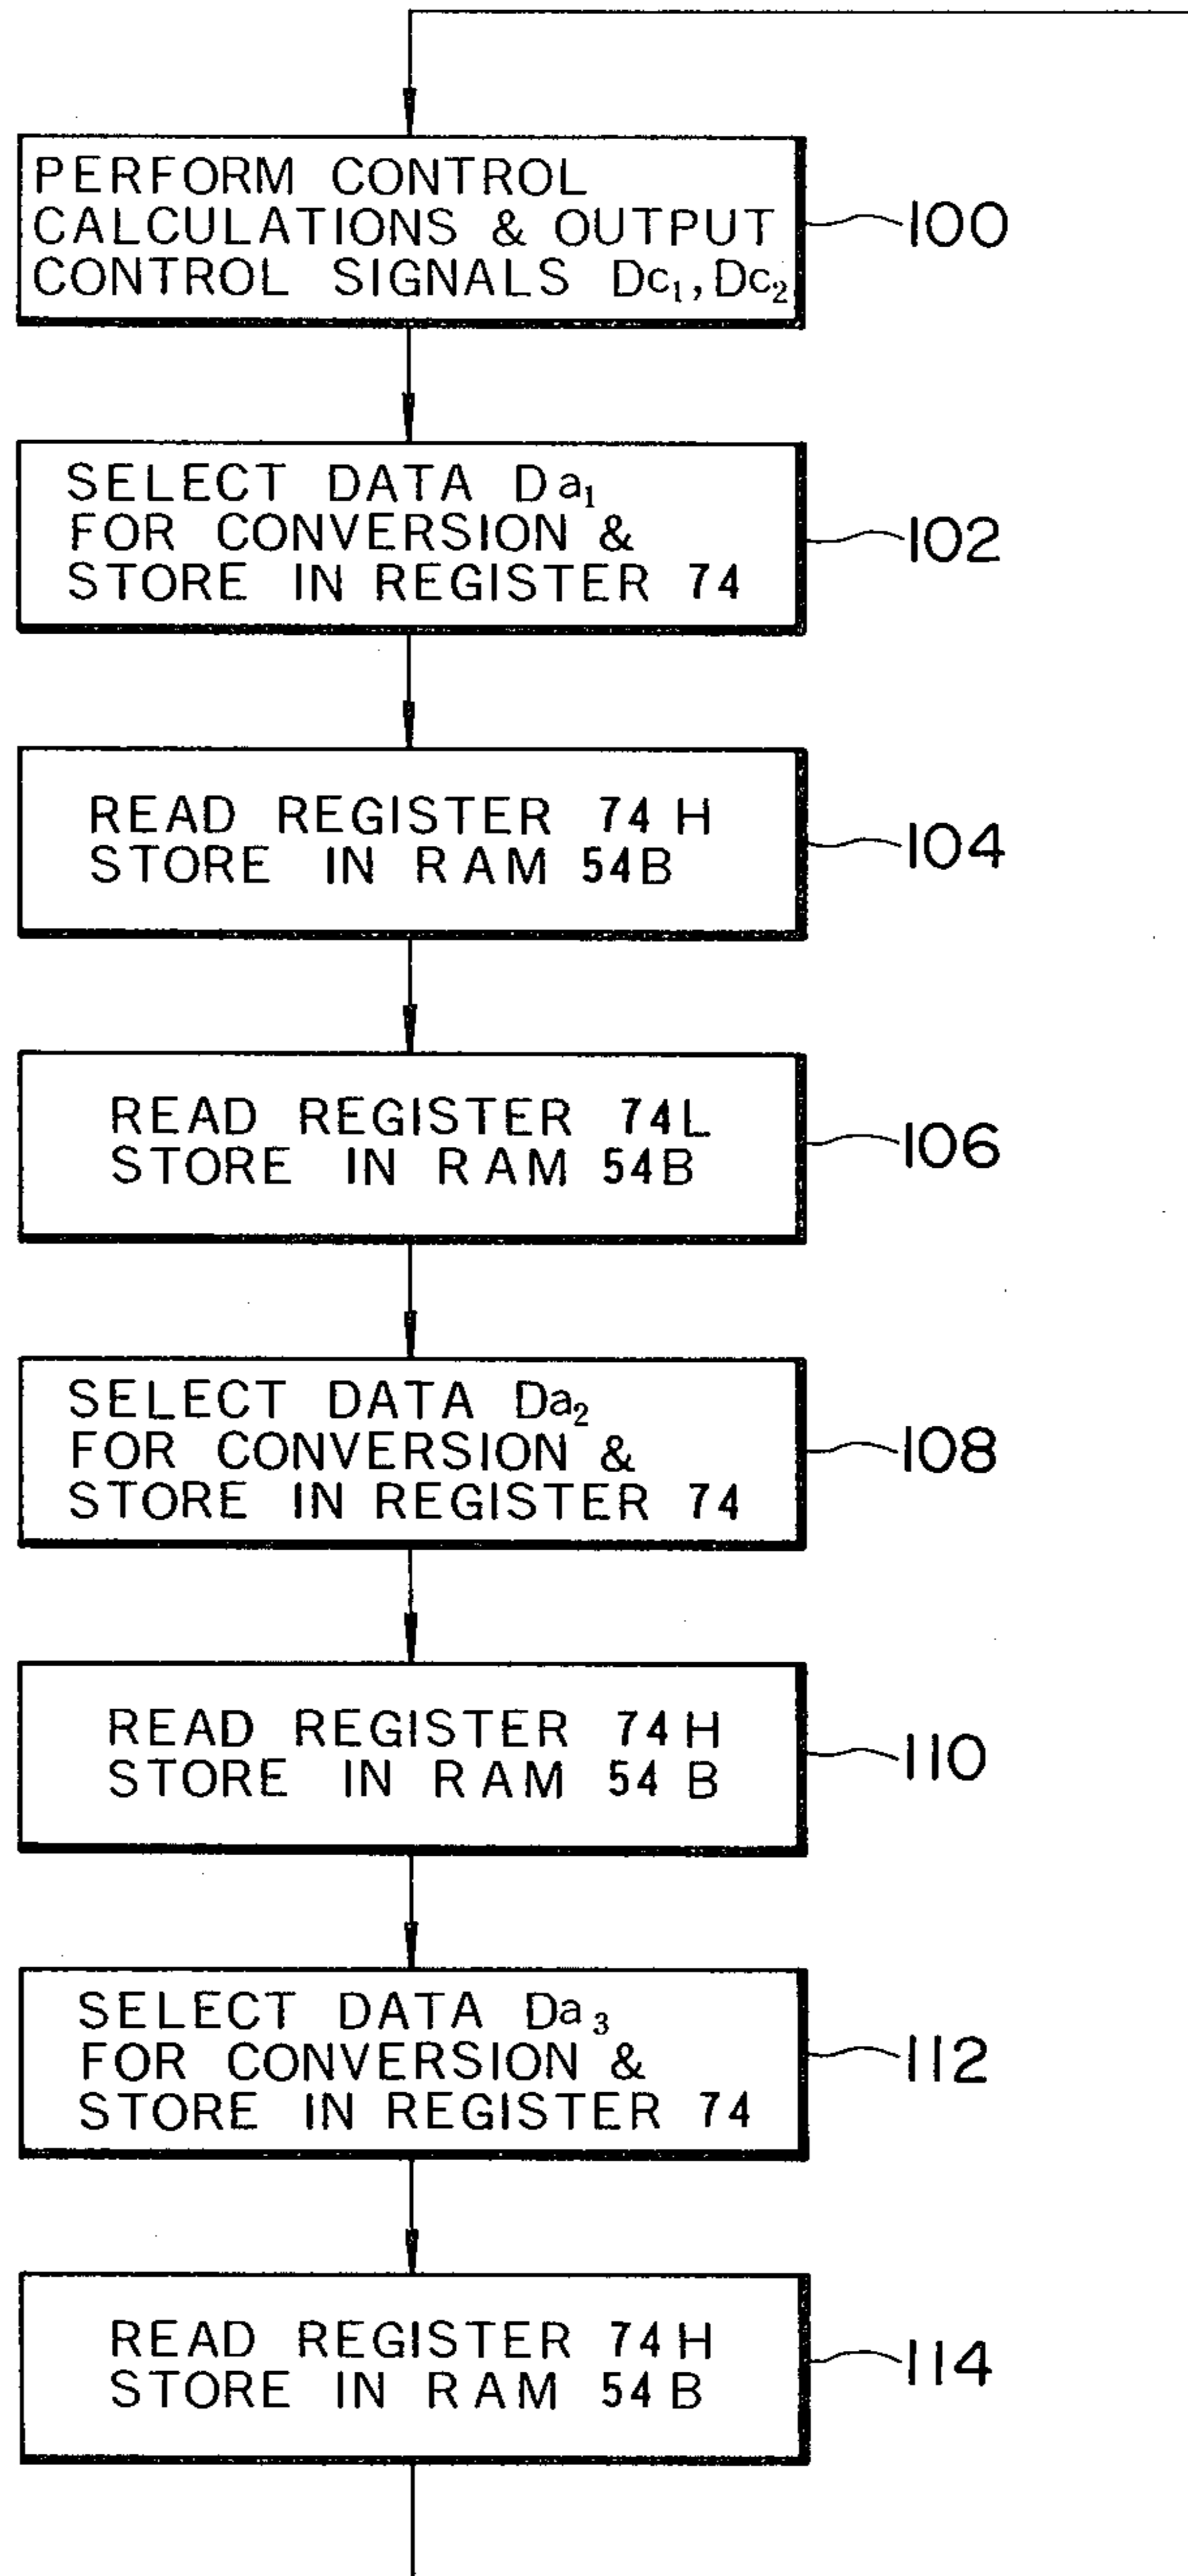 PERFORM CONTROL
CALCULATIONS & OUTPUT
CONTROL SIGNALS Dc₁, Dc₂
100
SELECT DATA Da₁
FOR CONVERSION &
STORE IN REGISTER 74
102
READ REGISTER 74H
STORE IN RAM 54B
104
READ REGISTER 74L
STORE IN RAM 54B
106
SELECT DATA Da₂
FOR CONVERSION &
STORE IN REGISTER 74
108
READ REGISTER 74H
STORE IN RAM 54B
110
SELECT DATA Da₃
FOR CONVERSION &
STORE IN REGISTER 74
112
READ REGISTER 74H
STORE IN RAM 54B
114